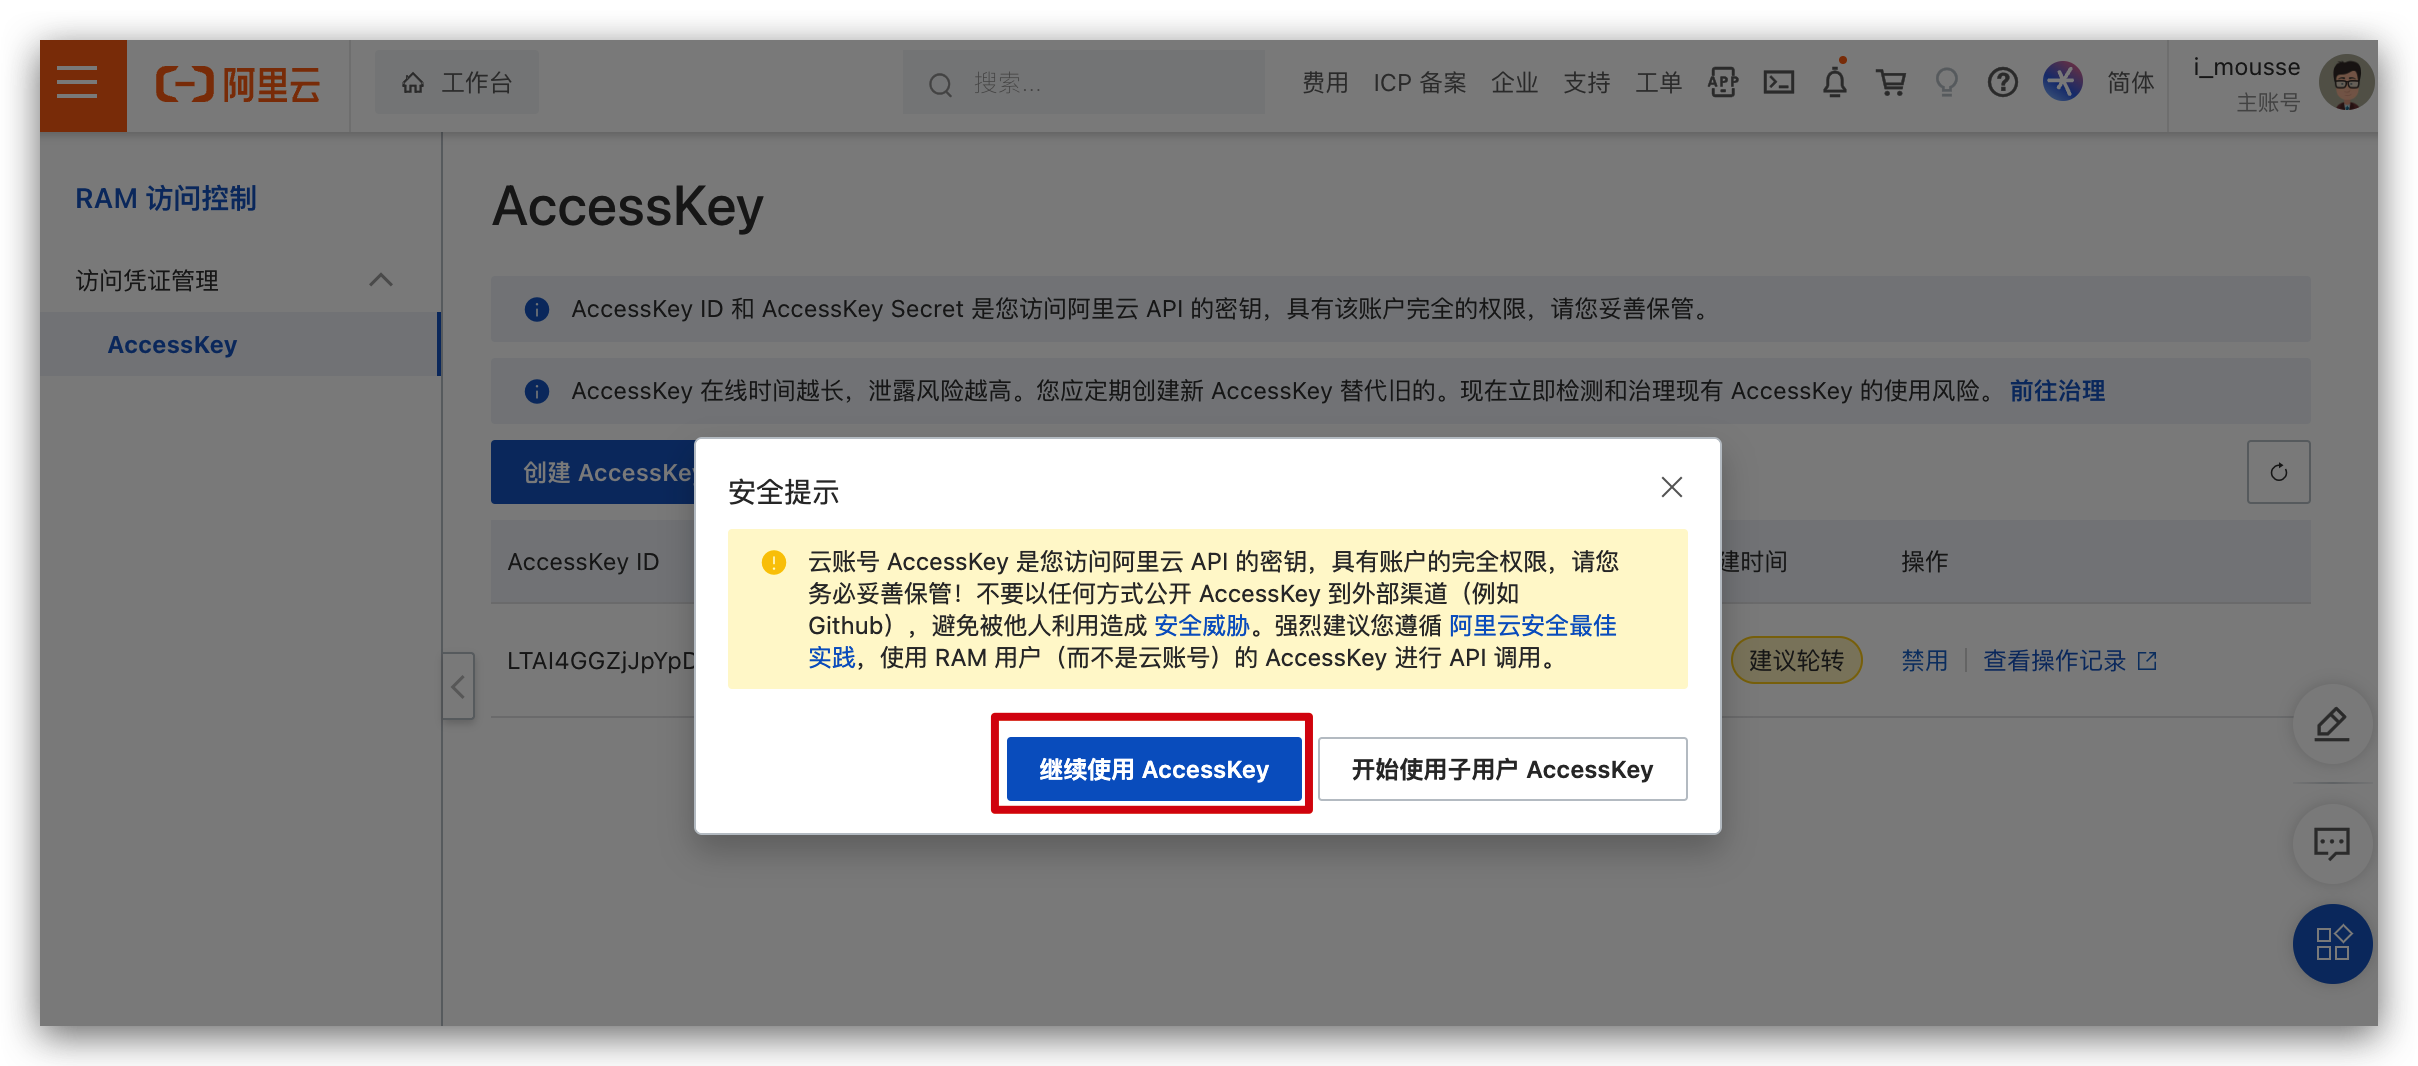 阿里云
工作台
搜索...
费用 ICP 备案 企业 支持 工单 APP 简体
i_mousse
主账号
RAM 访问控制
访问凭证管理
AccessKey
AccessKey
AccessKey ID 和 AccessKey Secret 是您访问阿里云 API 的密钥，具有该账户完全的权限，请您妥善保管。
AccessKey 在线时间越长，泄露风险越高。您应定期创建新 AccessKey 替代旧的。现在立即检测和治理现有 AccessKey 的使用风险。 前往治理
创建 AccessKey
AccessKey ID
建时间
操作
LTAI4GGZjJpYpD
建议轮转
禁用
查看操作记录
安全提示
云账号 AccessKey 是您访问阿里云 API 的密钥，具有账户的完全权限，请您
务必妥善保管！不要以任何方式公开 AccessKey 到外部渠道（例如
Github），避免被他人利用造成 安全威胁。强烈建议您遵循 阿里云安全最佳
实践，使用 RAM 用户（而不是云账号）的 AccessKey 进行 API 调用。
继续使用 AccessKey
开始使用子用户 AccessKey